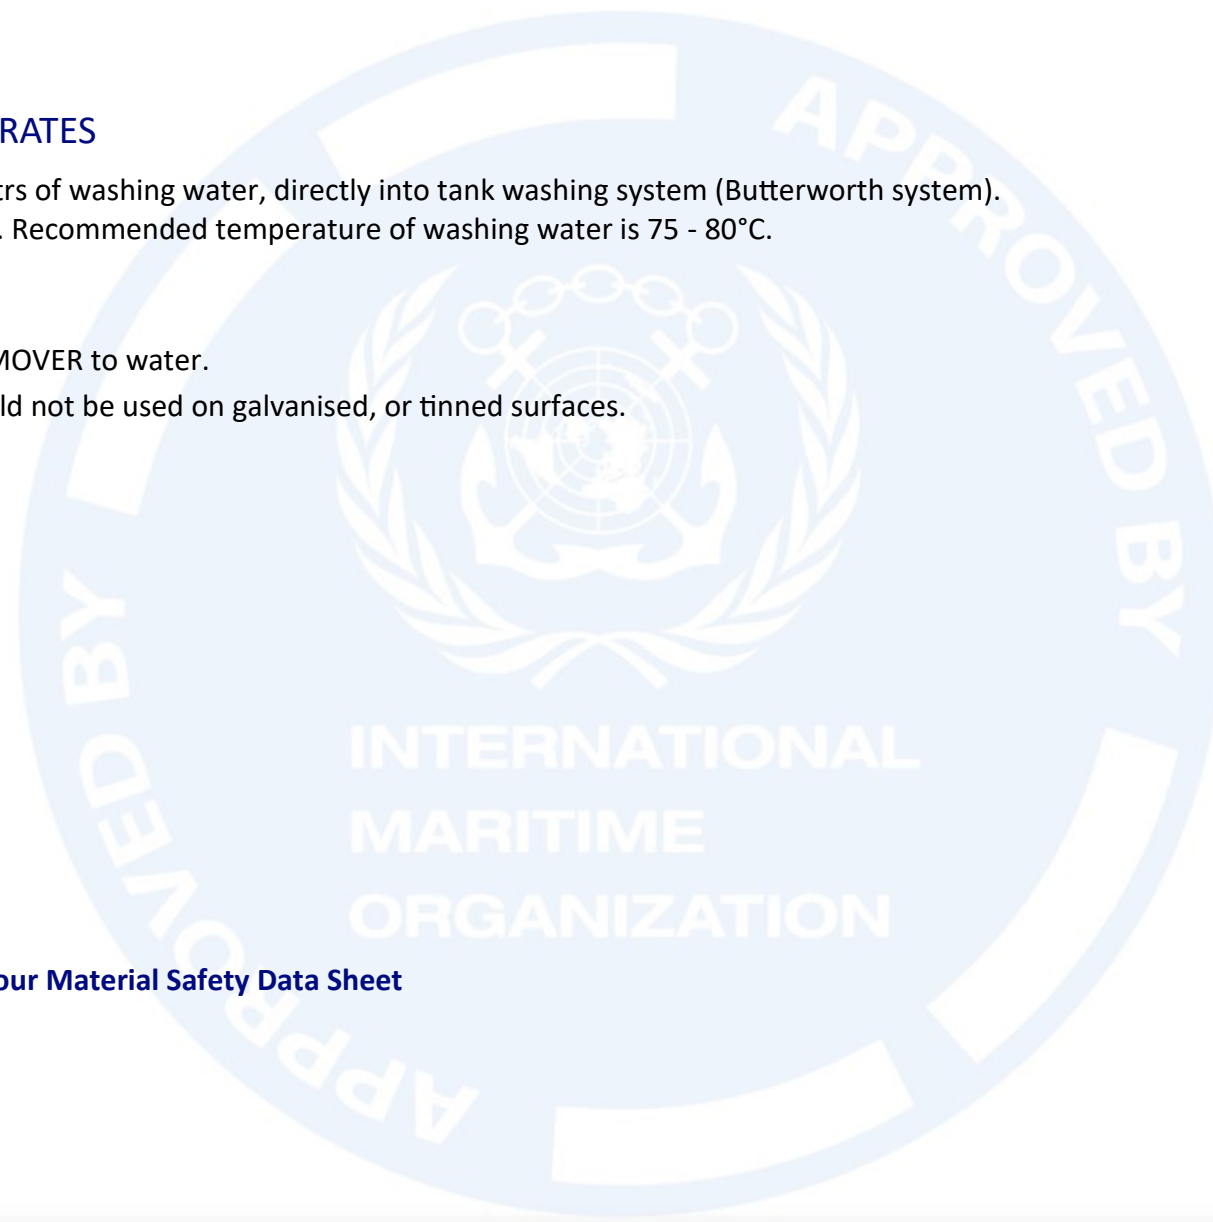 RATES
trs of washing water, directly into tank washing system (Butterworth system).
. Recommended temperature of washing water is 75 - 80°C.
MOVER to water.
ld not be used on galvanised, or tinned surfaces.
our Material Safety Data Sheet
APPROVED BY
APPROVED BY
INTERNATIONAL
MARITIME
ORGANIZATION